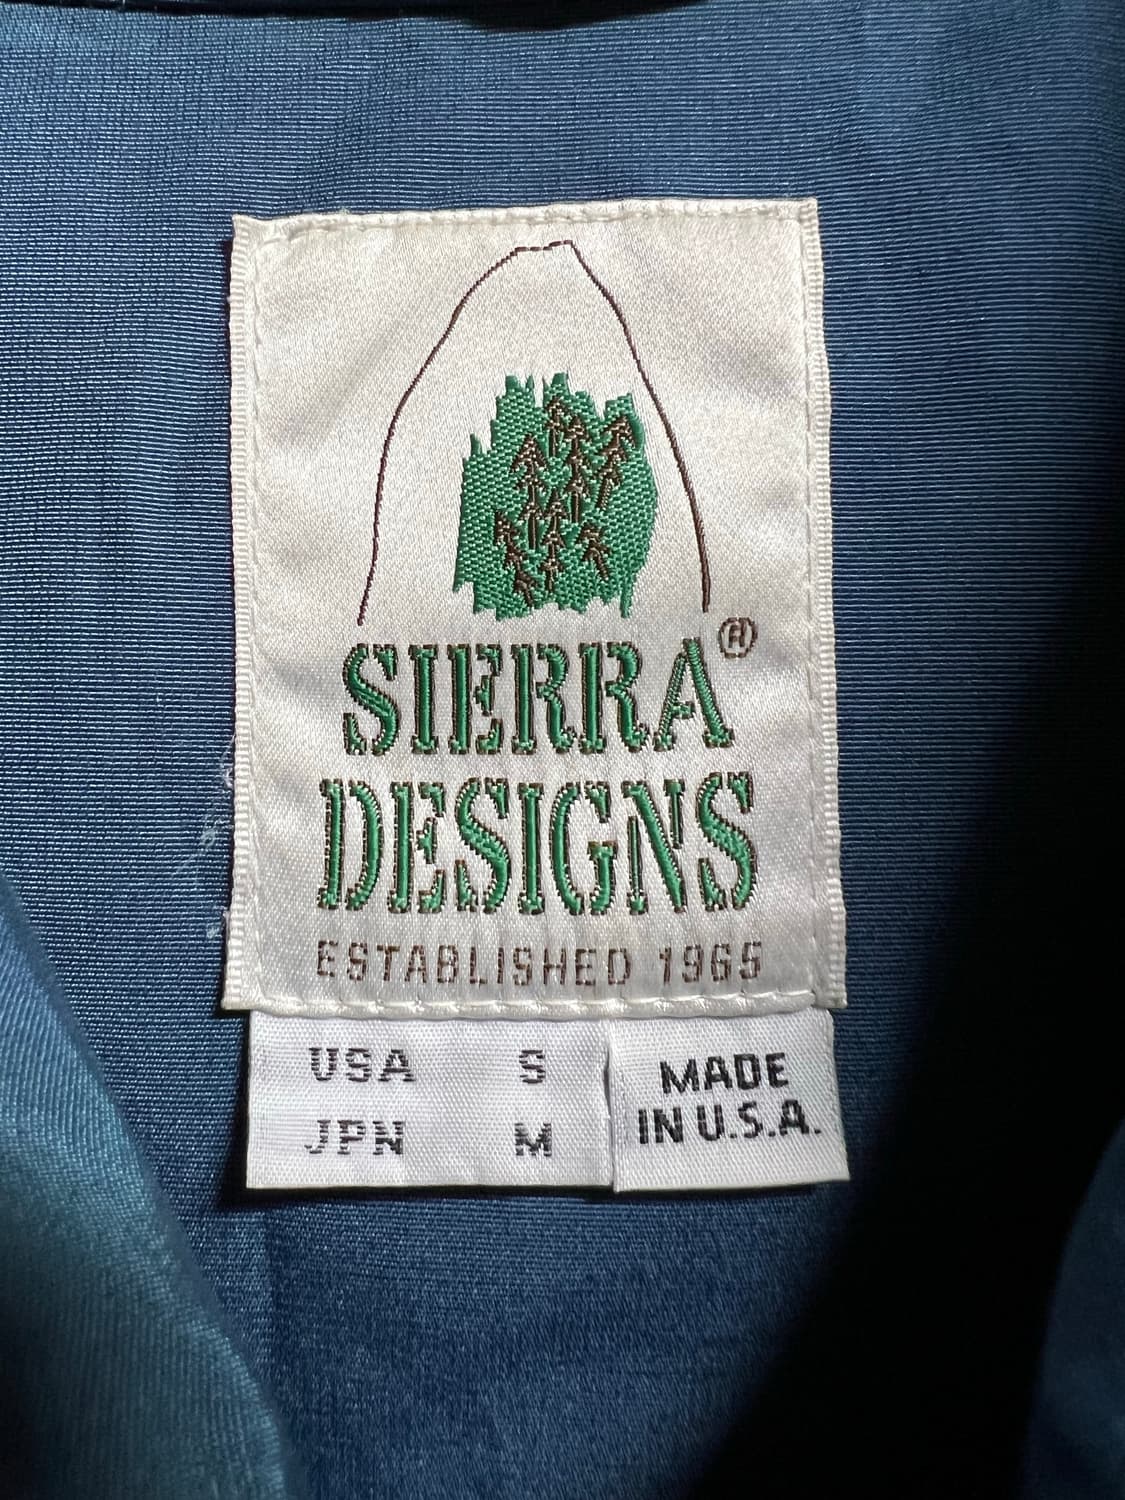 SIERRA®
DESIGNS
ESTABLISHED 1965
USA S
JPN M
MADE
IN U.S.A.